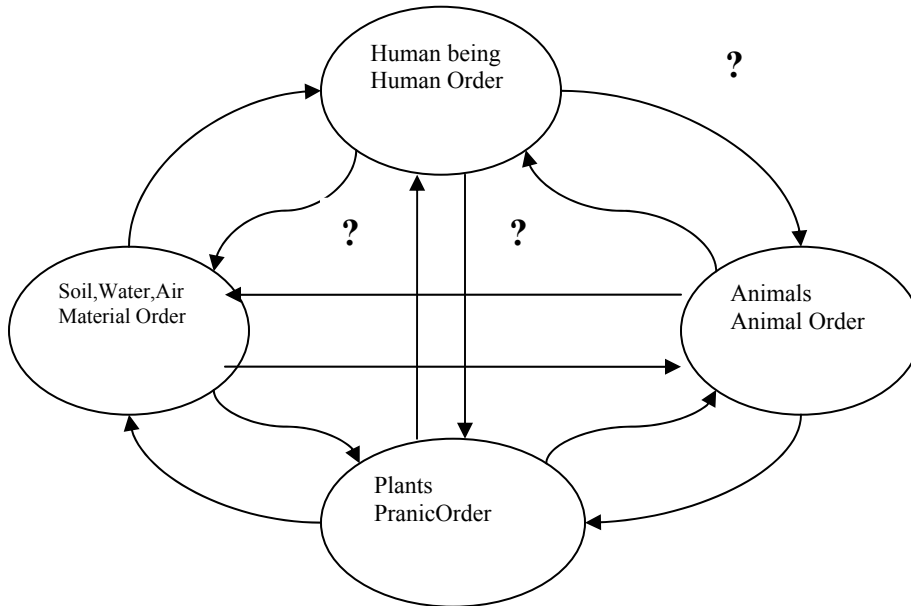 Human being
Human Order
?
?
?
Soil,Water,Air
Material Order
Animals
Animal Order
Plants
PranicOrder